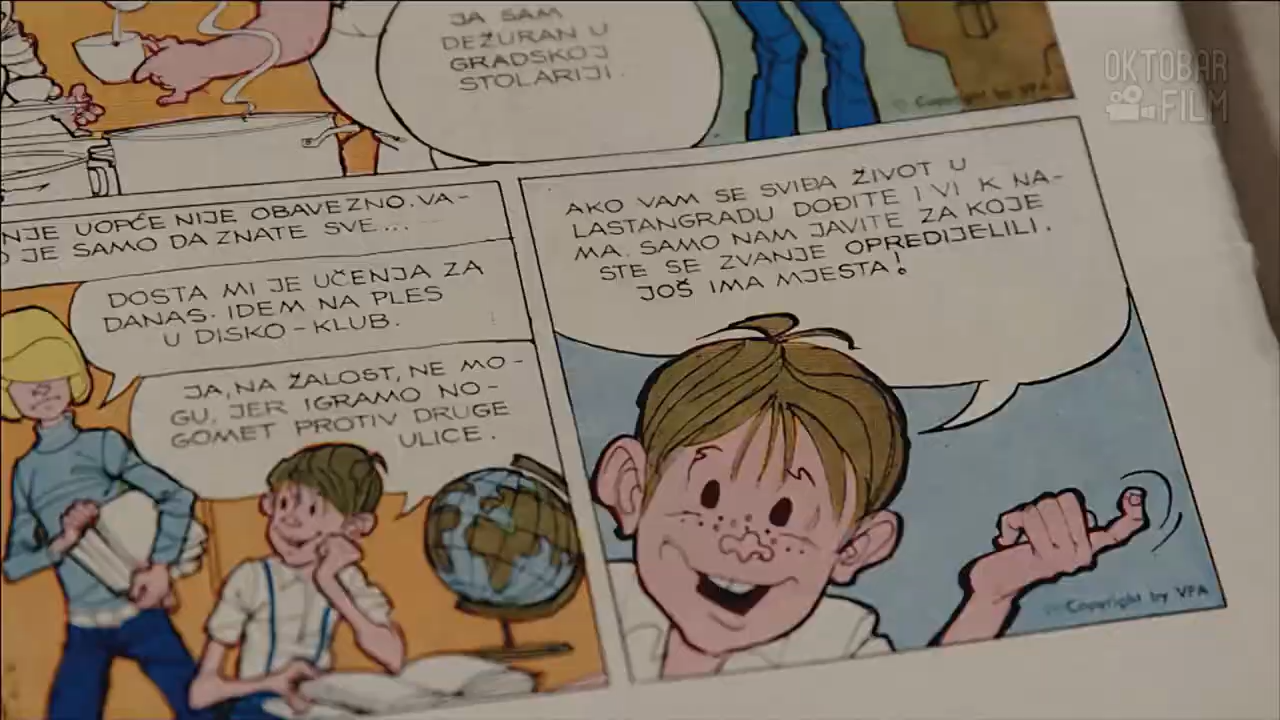 JA SAM
DEŽURAN U
GRADSKOJ
STOLARIJI.
© Copyright by VPA
OKTOBAR
FILM
NJE UOPĆE NIJE OBAVEZNO. VA-
O JE SAMO DA ZNATE SVE...
DOSTA MI JE UČENJA ZA
DANAS. IDEM NA PLES
U DISKO-KLUB.
JA, NA ŽALOST, NE MO-
GU, JER IGRAMO NO-
GOMET PROTIV DRUGE
ULICE.
AKO VAM SE SVIĐA ŽIVOT U
LASTANGRADU DOĐITE I VI K NA-
MA. SAMO NAM JAVITE ZA KOJE
STE SE ZVANJE OPREDIJELILI.
JOŠ IMA MJESTA!
© Copyright by VPA